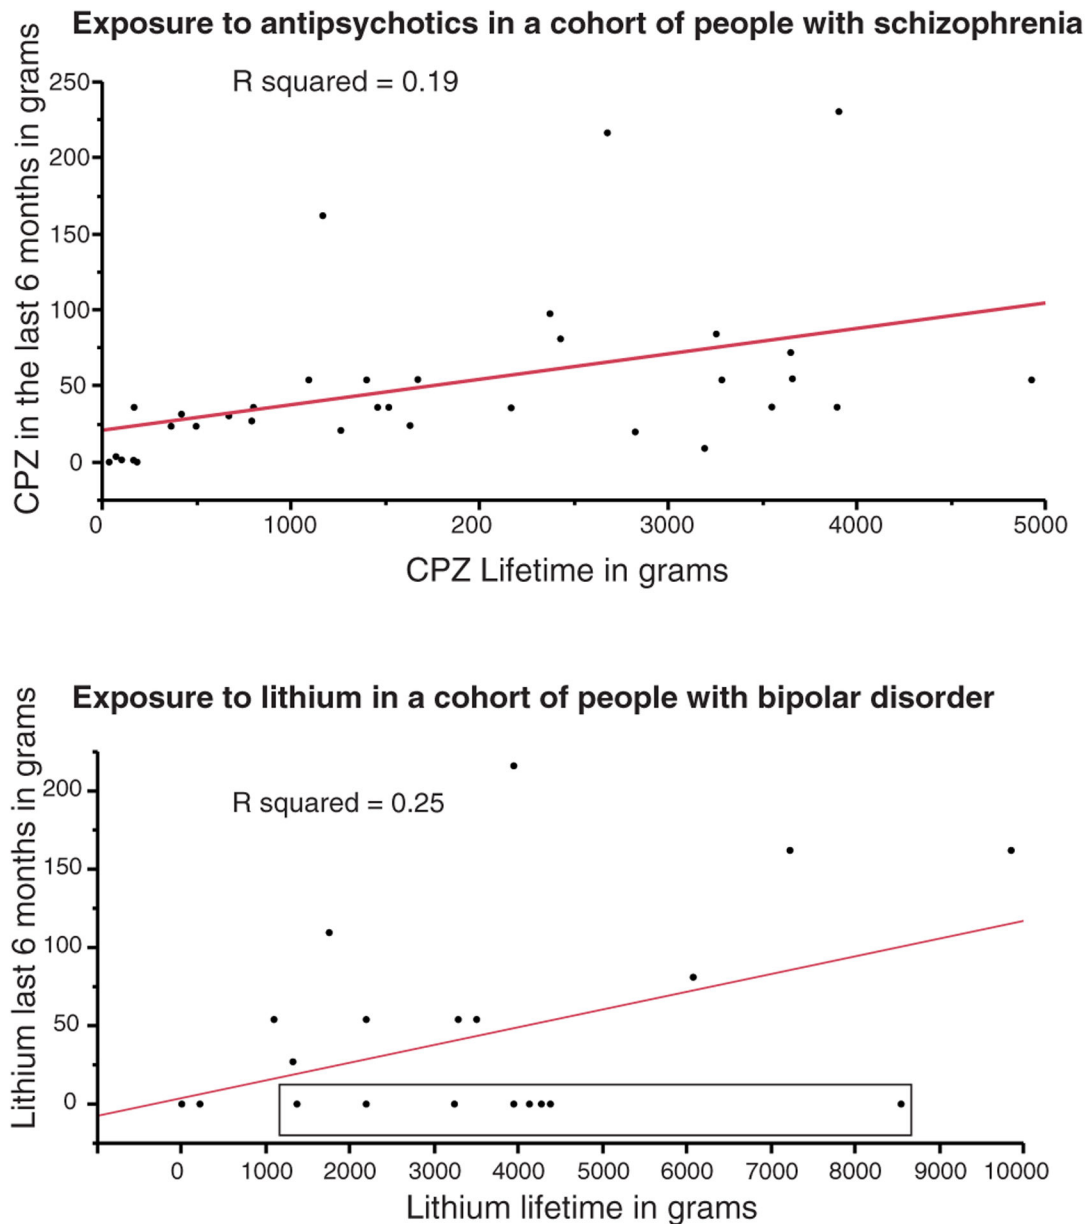 Exposure to antipsychotics in a cohort of people with schizophrenia
R squared = 0.19
CPZ in the last 6 months in grams
250
200
150
100
50
0
0 1000 200 3000 4000 5000
CPZ Lifetime in grams
Exposure to lithium in a cohort of people with bipolar disorder
R squared = 0.25
Lithium last 6 months in grams
200
150
100
50
0
0 1000 2000 3000 4000 5000 6000 7000 8000 9000 10000
Lithium lifetime in grams